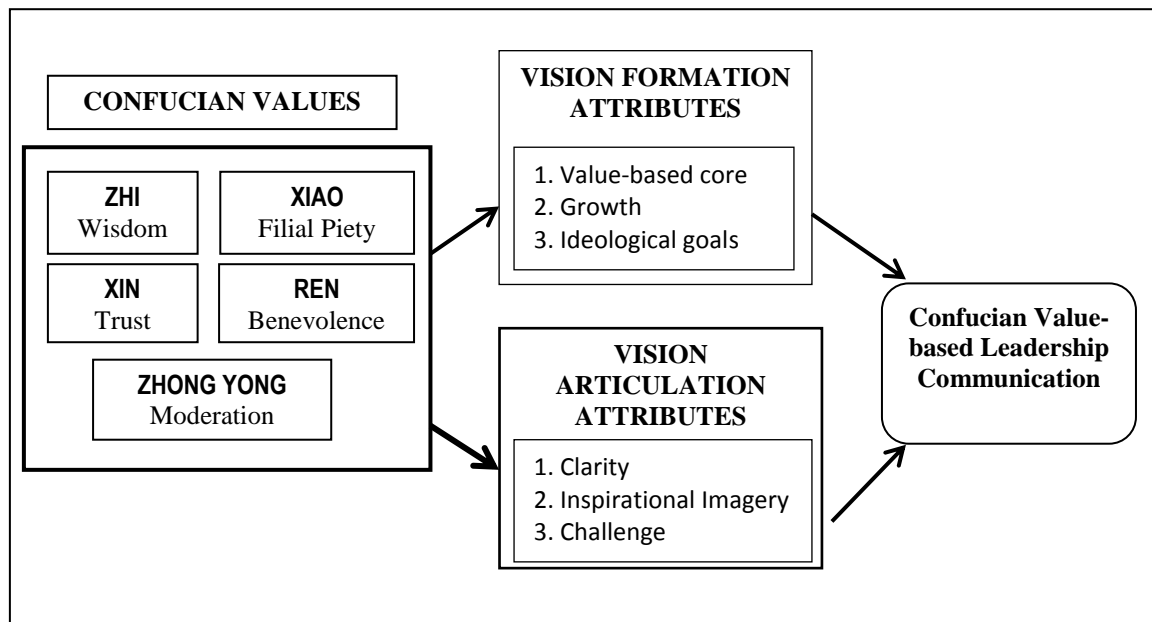 CONFUCIAN VALUES
ZHI
Wisdom
XIAO
Filial Piety
XIN
Trust
REN
Benevolence
ZHONG YONG
Moderation
VISION FORMATION
ATTRIBUTES
1. Value-based core
2. Growth
3. Ideological goals
VISION
ARTICULATION
ATTRIBUTES
1. Clarity
2. Inspirational Imagery
3. Challenge
Confucian Value-
based Leadership
Communication